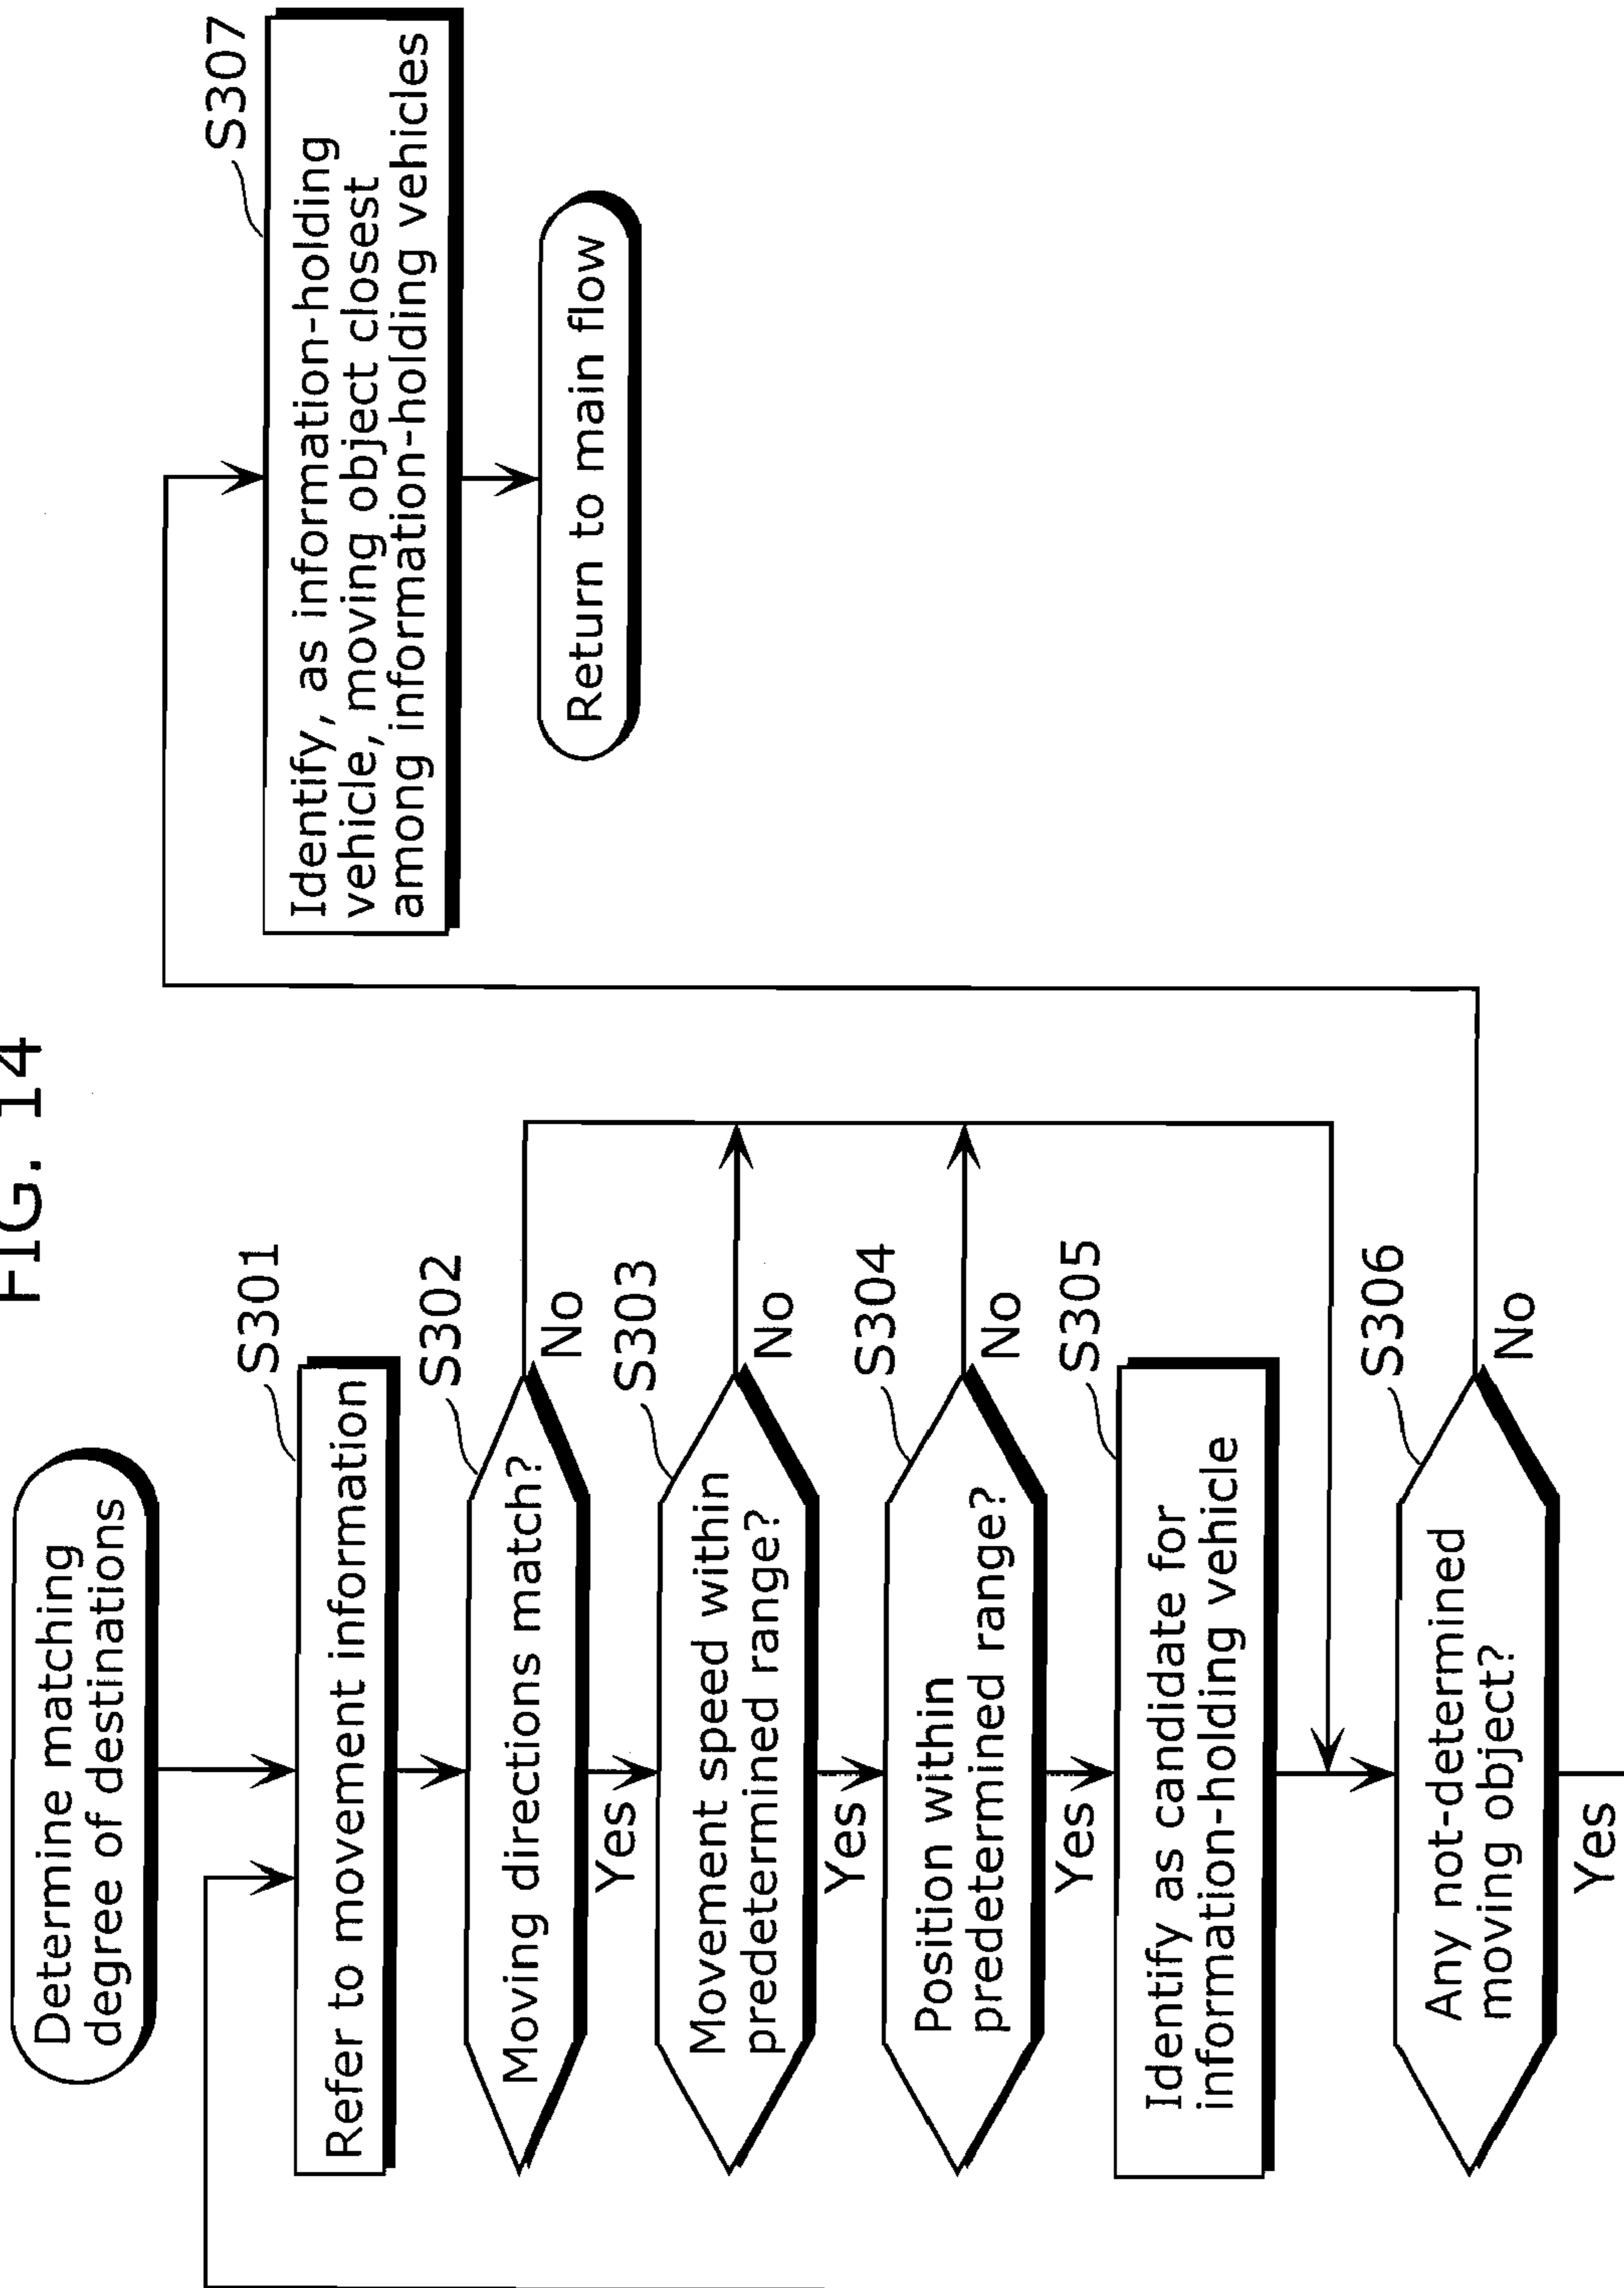 FIG. 14
Determine matching
degree of destinations
S301
Refer to movement information
S302
Moving directions match?
No
Yes
S303
Movement speed within
predetermined range?
No
Yes
S304
Position within
predetermined range?
No
Yes
S305
Identify as candidate for
information-holding vehicle
S306
Any not-determined
moving object?
No
Yes
S307
Identify, as information-holding
vehicle, moving object closest
among information-holding vehicles
Return to main flow